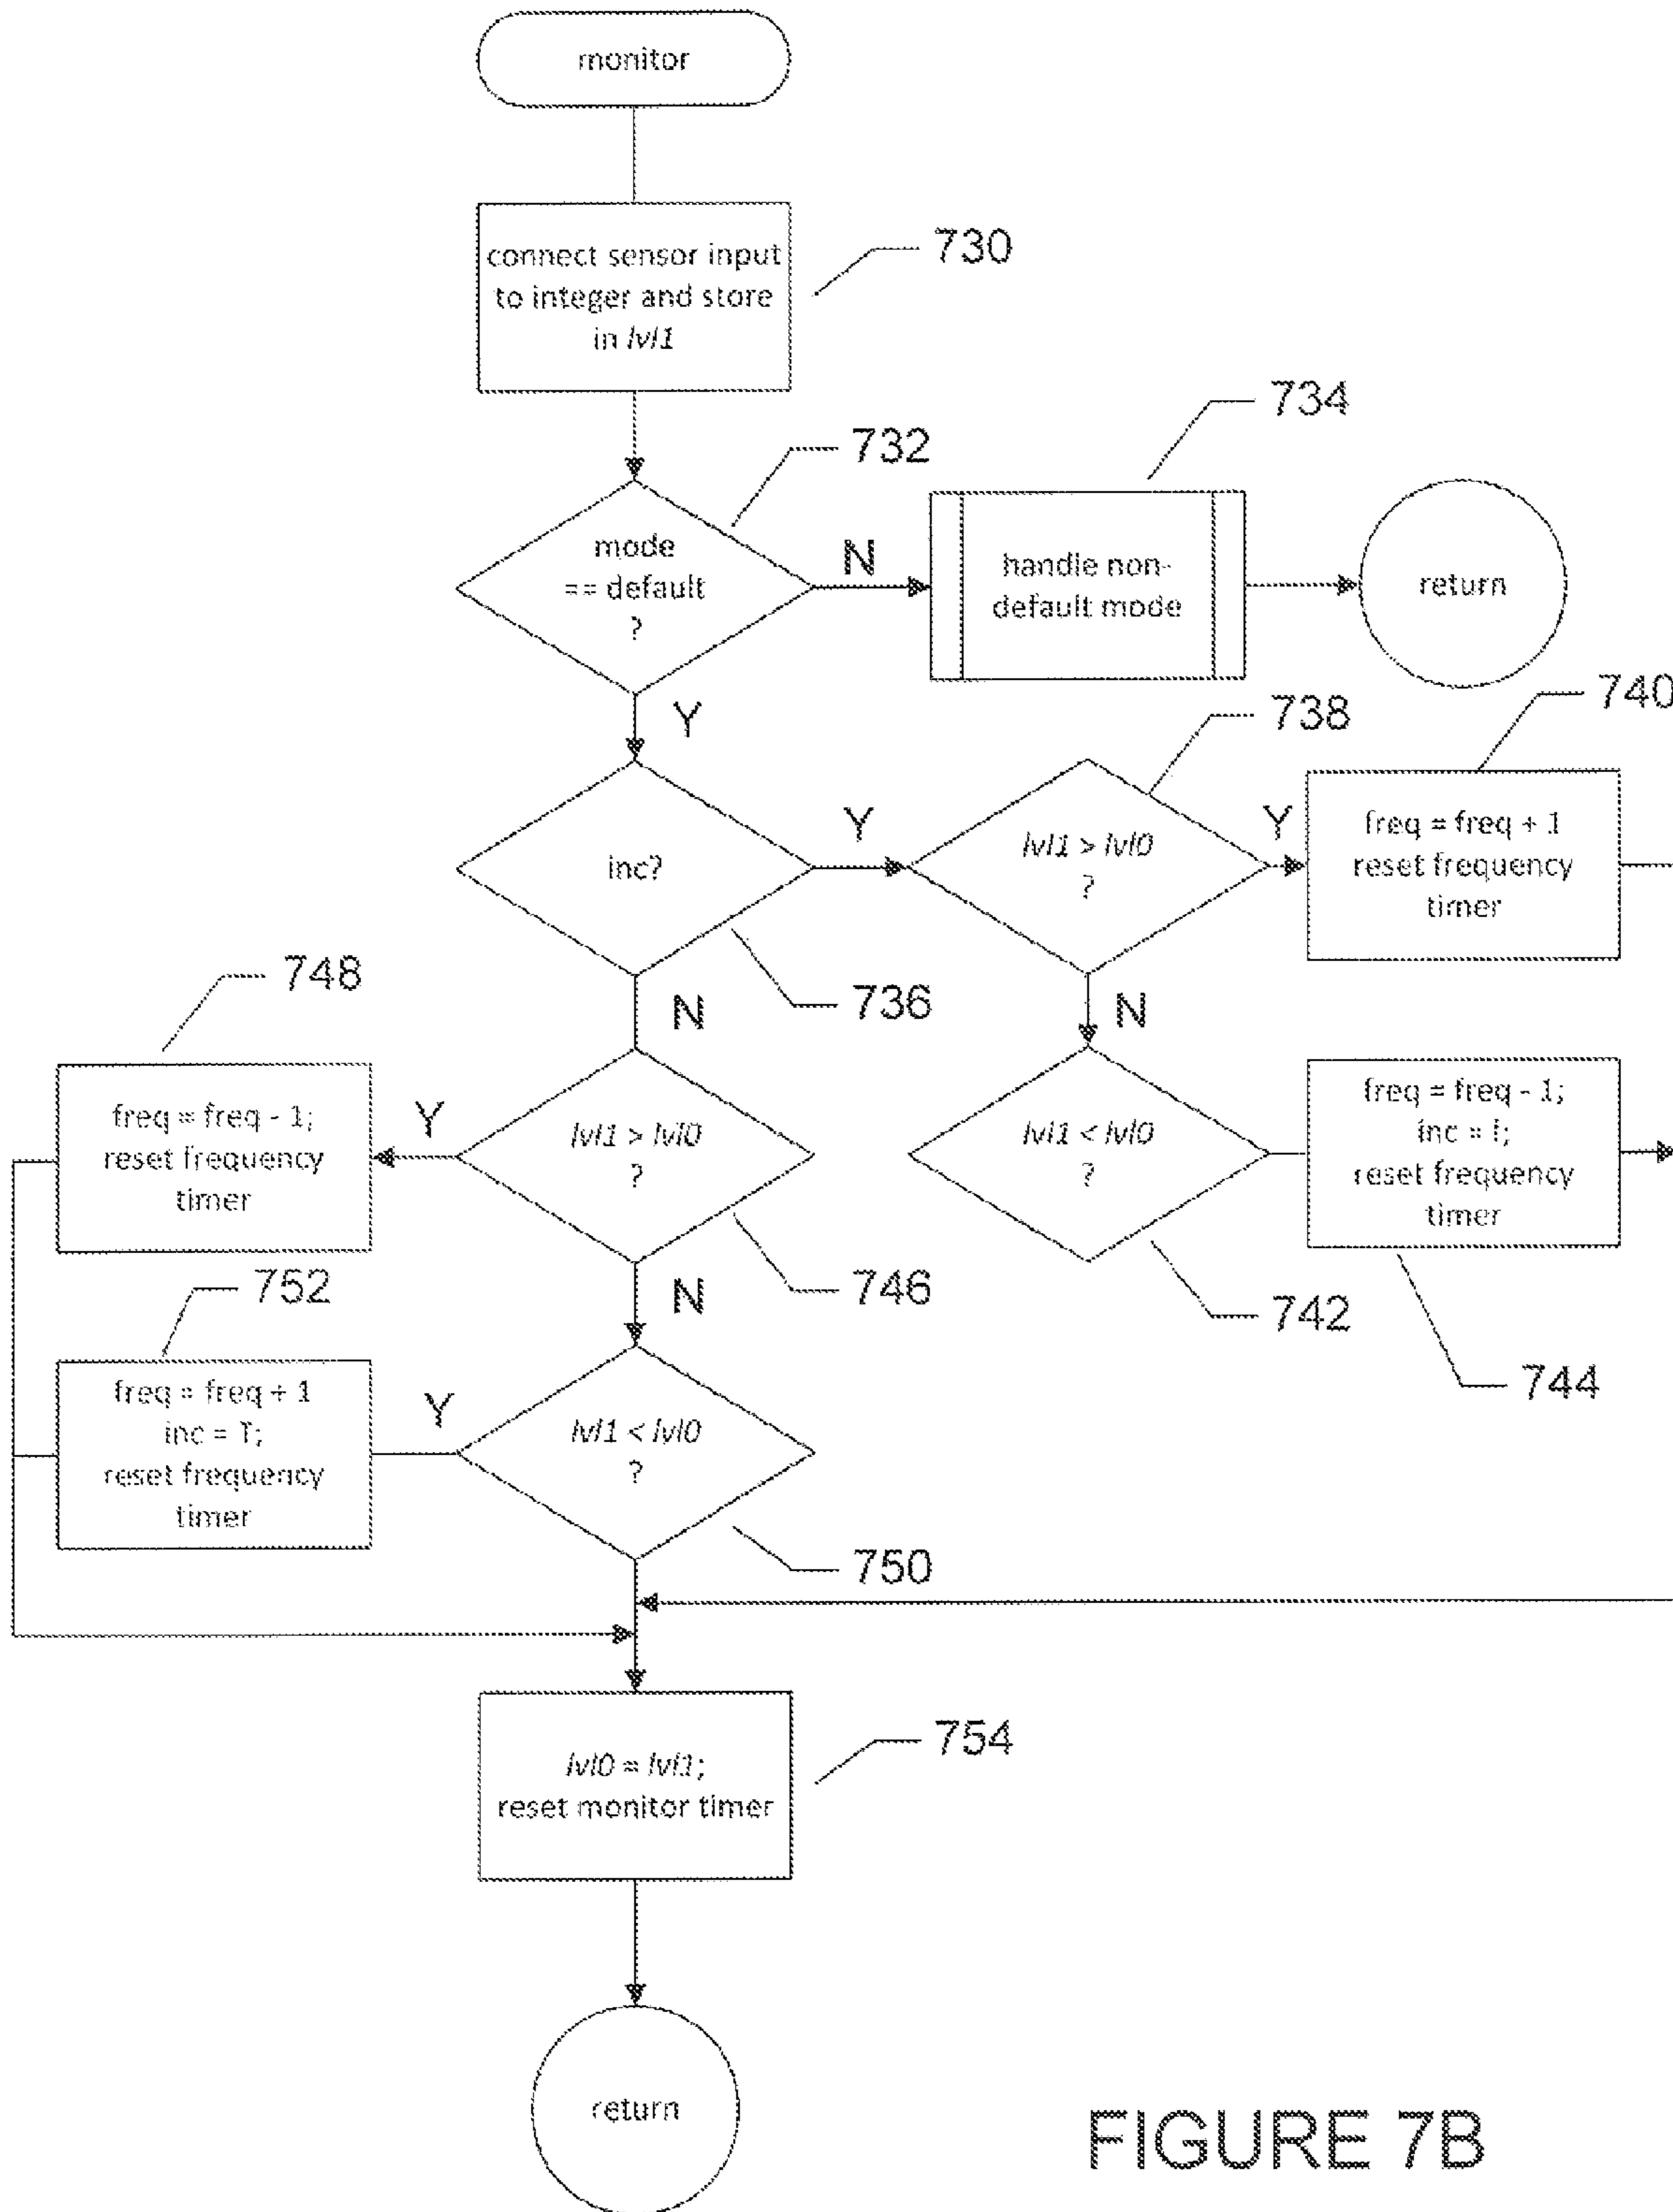 monitor
connect sensor input
to integer and store
in lvl1
730
732
mode
== default
?
N
734
handle non-
default mode
return
Y
736
inc?
Y
738
lvl1 > lvl0
?
Y
740
freq = freq + 1
reset frequency
timer
N
742
lvl1 < lvl0
?
744
freq = freq - 1;
inc =
reset frequency
timer
N
746
lvl1 > lvl0
?
Y
748
freq = freq - 1;
reset frequency
timer
N
750
lvl1 < lvl0
?
Y
752
freq = freq + 1
inc = T;
reset frequency
timer
754
lvl0 = lvl1;
reset monitor timer
return
FIGURE 7B